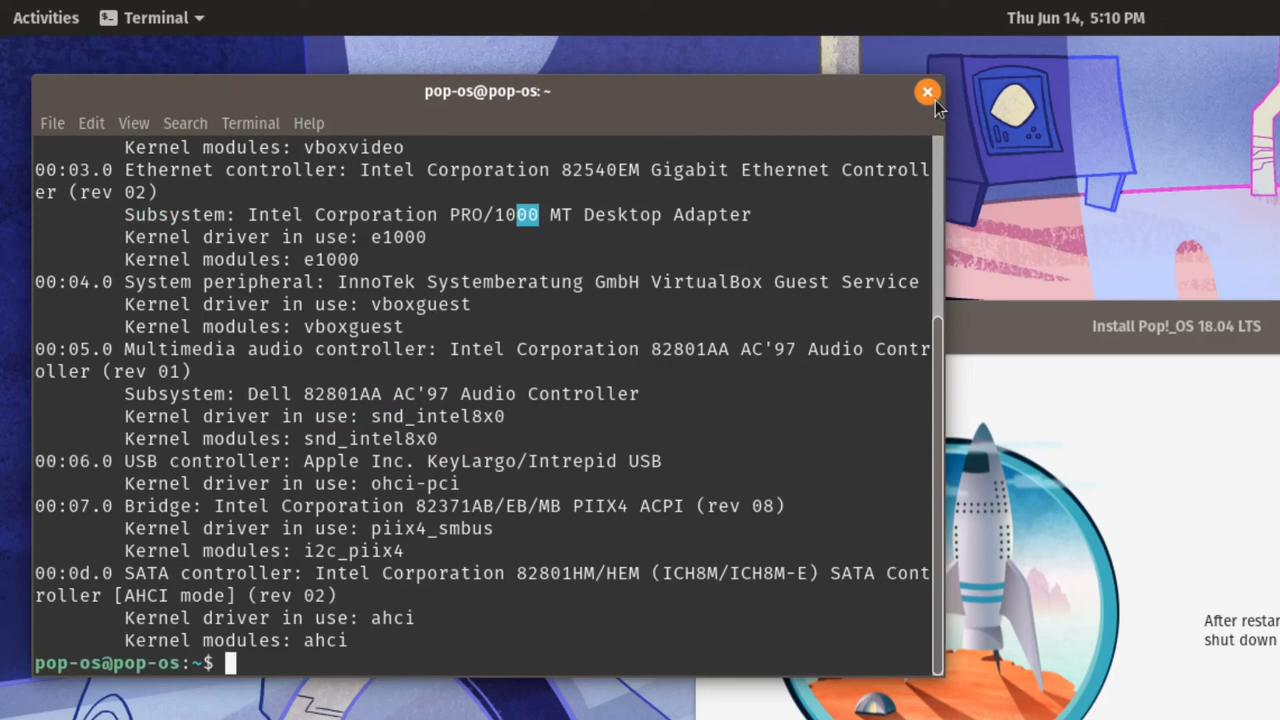 Activities Terminal Thu Jun 14, 5:10 PM
pop-os@pop-os: ~
File Edit View Search Terminal Help
Kernel modules: vboxvideo
00:03.0 Ethernet controller: Intel Corporation 82540EM Gigabit Ethernet Controll
er (rev 02)
Subsystem: Intel Corporation PRO/1000 MT Desktop Adapter
Kernel driver in use: e1000
Kernel modules: e1000
00:04.0 System peripheral: InnoTek Systemberatung GmbH VirtualBox Guest Service
Kernel driver in use: vboxguest
Kernel modules: vboxguest
00:05.0 Multimedia audio controller: Intel Corporation 82801AA AC'97 Audio Contr
oller (rev 01)
Subsystem: Dell 82801AA AC'97 Audio Controller
Kernel driver in use: snd_intel8x0
Kernel modules: snd_intel8x0
00:06.0 USB controller: Apple Inc. KeyLargo/Intrepid USB
Kernel driver in use: ohci-pci
00:07.0 Bridge: Intel Corporation 82371AB/EB/MB PIIX4 ACPI (rev 08)
Kernel driver in use: piix4_smbus
Kernel modules: i2c_piix4
00:0d.0 SATA controller: Intel Corporation 82801HM/HEM (ICH8M/ICH8M-E) SATA Cont
roller [AHCI mode] (rev 02)
Kernel driver in use: ahci
Kernel modules: ahci
pop-os@pop-os:~$
Install Pop!_OS 18.04 LTS
After restar
shut down